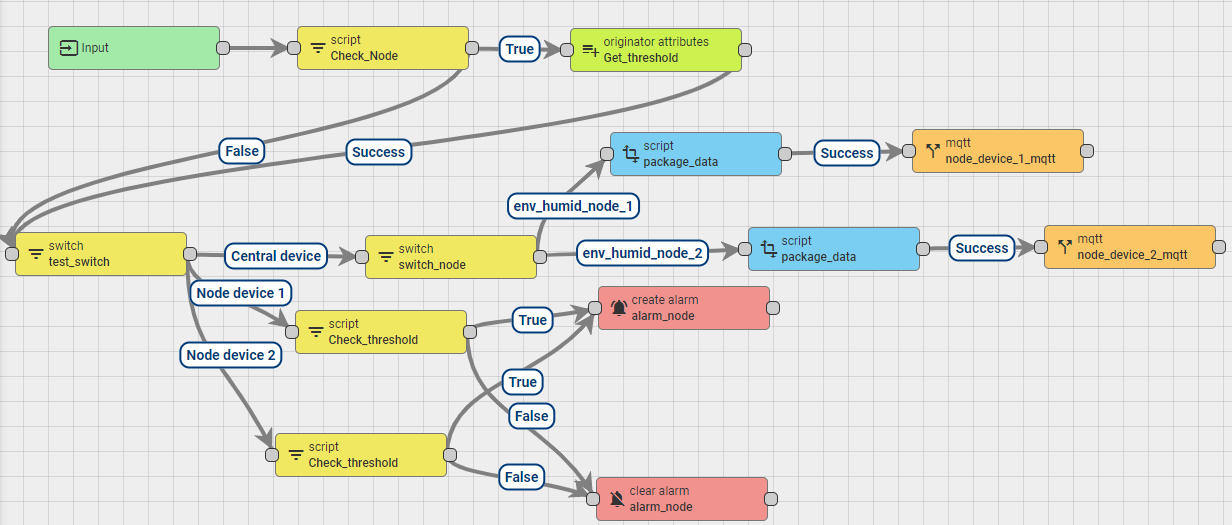 Input
script
Check_Node
True
originator attributes
Get_threshold
False
Success
script
package_data
Success
mqtt
node_device_1_mqtt
env_humid_node_1
switch
test_switch
Central device
switch
switch_node
env_humid_node_2
script
package_data
Success
mqtt
node_device_2_mqtt
Node device 1
script
Check_threshold
True
create alarm
alarm_node
Node device 2
True
False
script
Check_threshold
False
clear alarm
alarm_node